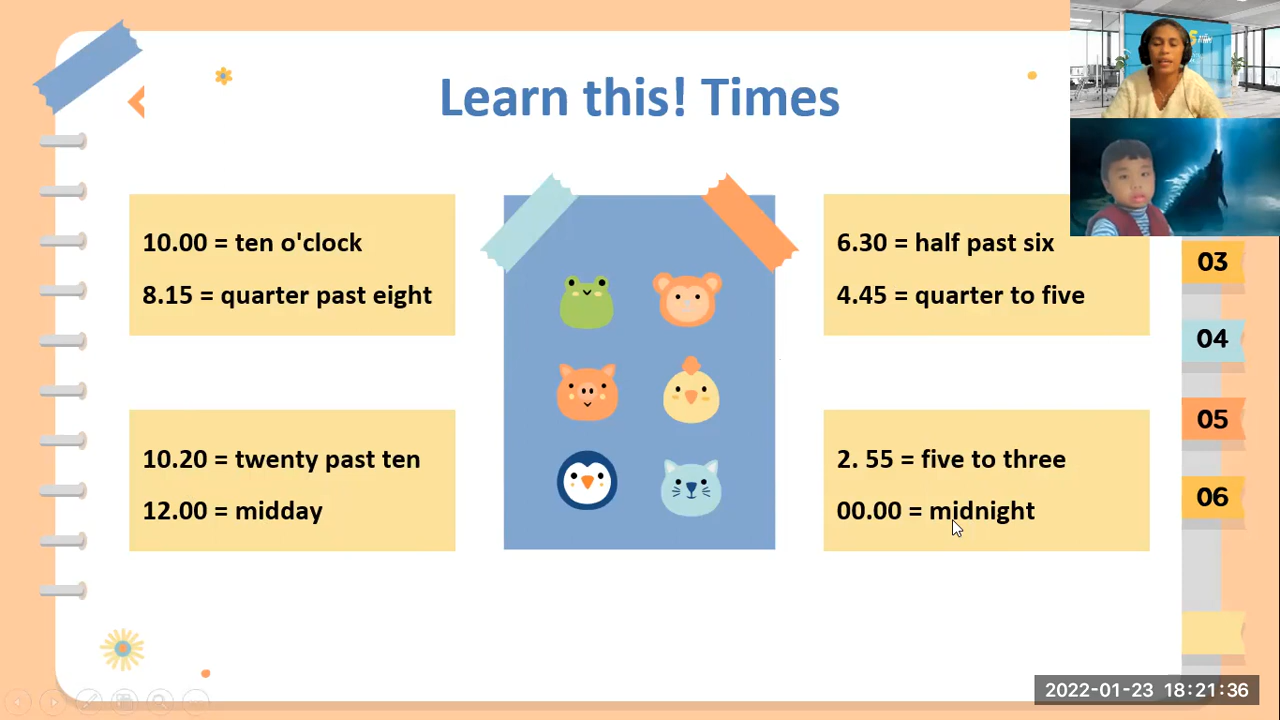 Learn this! Times
10.00 = ten o'clock
8.15 = quarter past eight
6.30 = half past six
4.45 = quarter to five
10.20 = twenty past ten
12.00 = midday
2. 55 = five to three
00.00 = midnight
03
04
05
06
2022-01-23 18:21:36